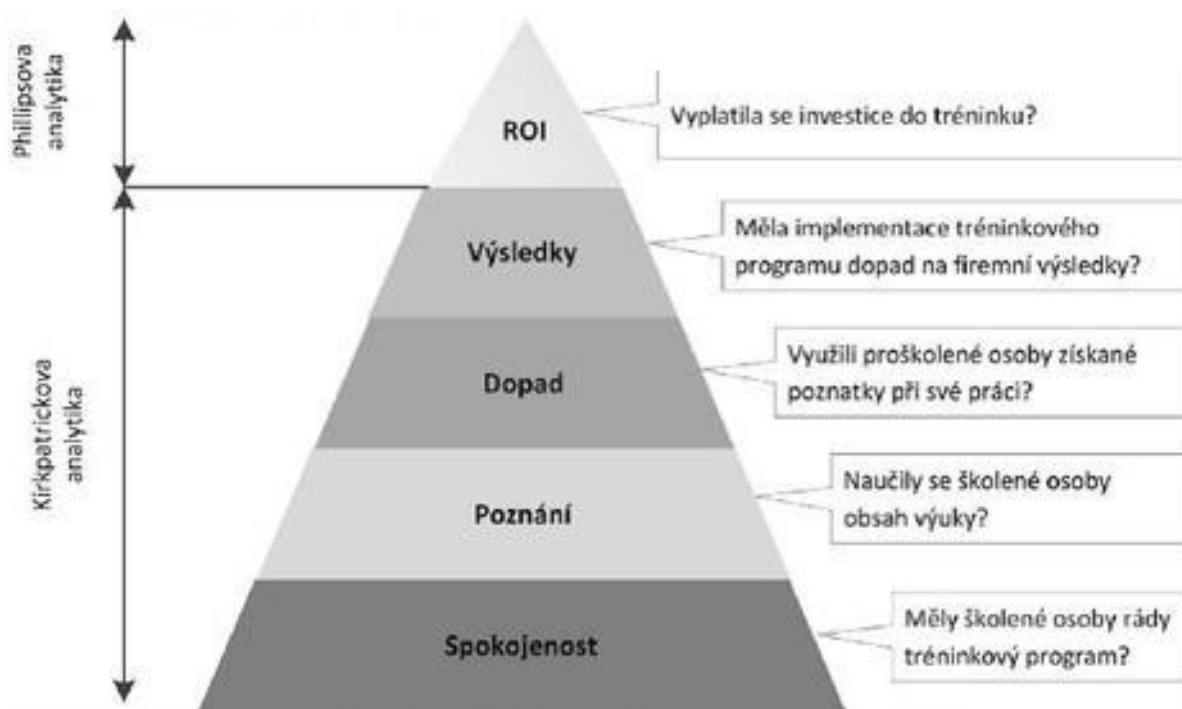 Phillipsova
analytika
ROI
Vyplatila se investice do tréninku?
Kirkpatrickova
analytika
Výsledky
Měla implementace tréninkového
programu dopad na firemní výsledky?
Dopad
Využili proškolené osoby získané
poznatky při své práci?
Poznání
Naučily se školené osoby
obsah výuky?
Spokojenost
Měly školené osoby rády
tréninkový program?